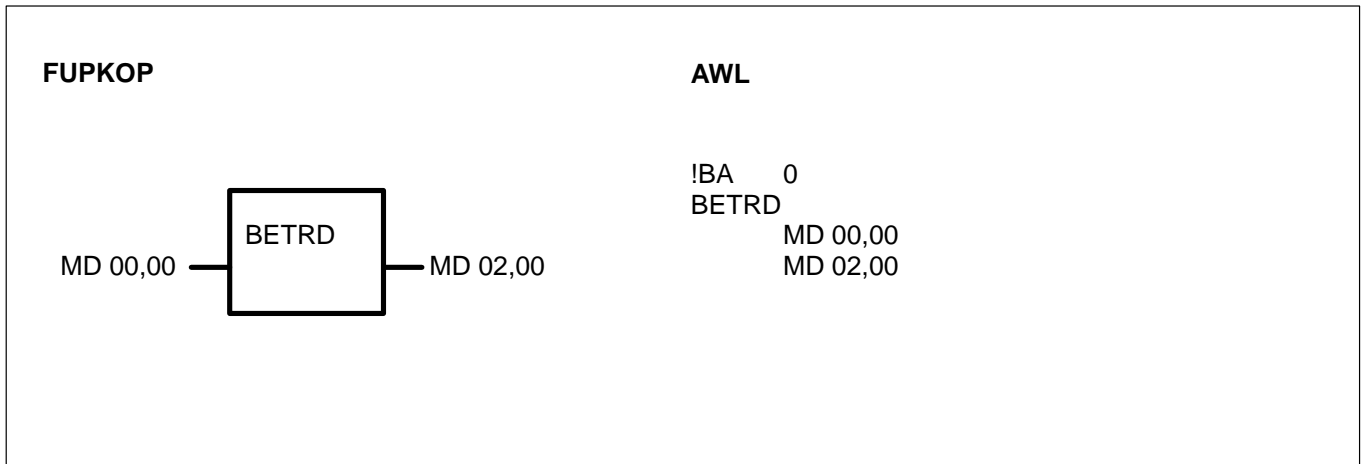 FUPKOP
BETRD
MD 00,00
MD 02,00
AWL
!BA 0
BETRD
MD 00,00
MD 02,00